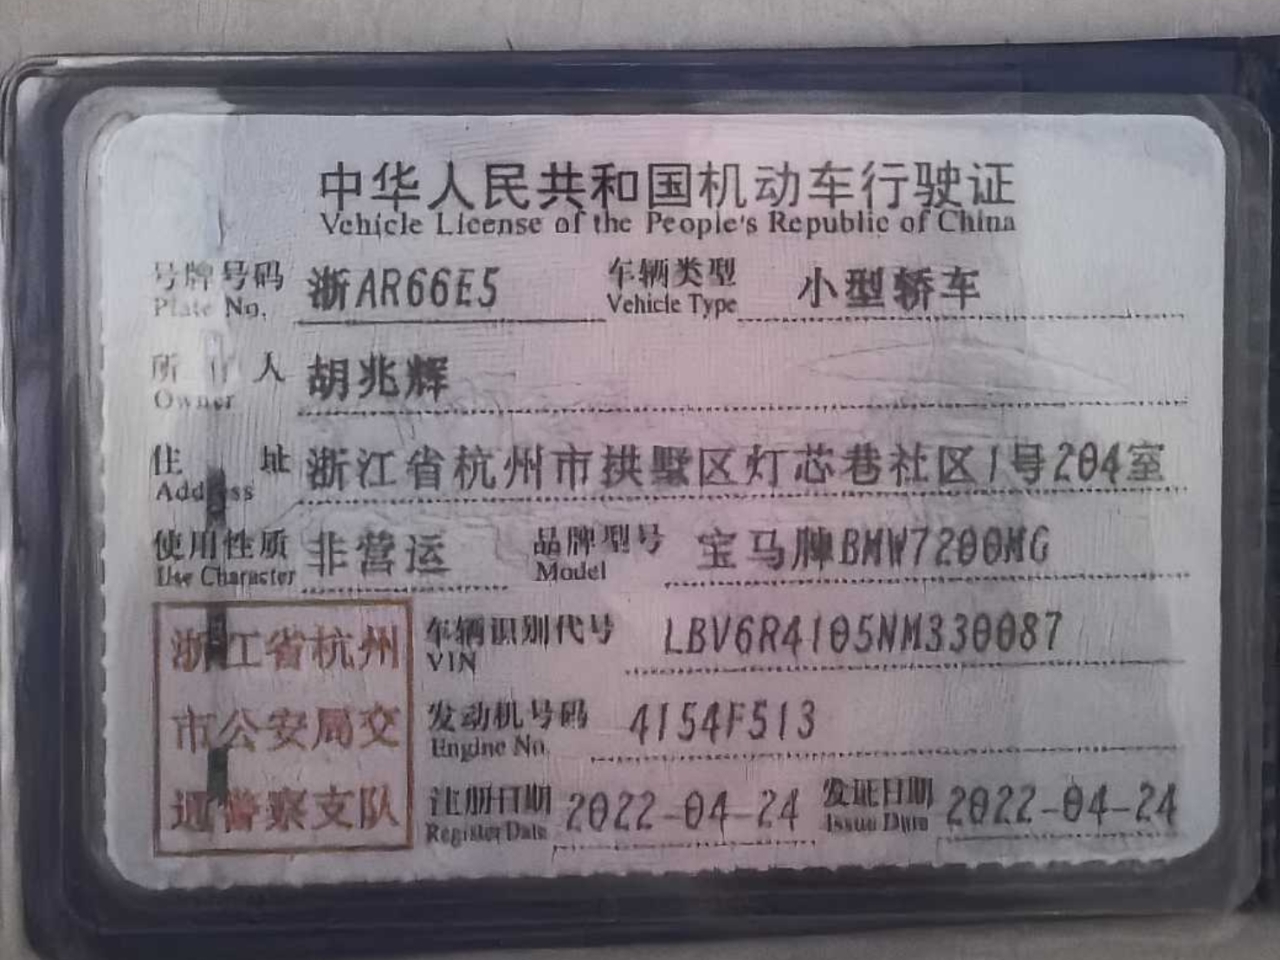 中华人民共和国机动车行驶证
Vehicle License of the People's Republic of China
号牌号码 浙AR66E5 车辆类型 小型轿车
Plate No. Vehicle Type
所有人 胡兆辉
Owner
住址 浙江省杭州市拱墅区灯芯巷社区1号204室
Address
使用性质 非营运 品牌型号 宝马牌BMW7200MG
Use Character Model
浙江省杭州
市公安局交
通警察支队
车辆识别代号 LBV6R4105NM330087
VIN
发动机号码 4154F513
Engine No.
注册日期 2022-04-24 发证日期 2022-04-24
Register Date Issue Date